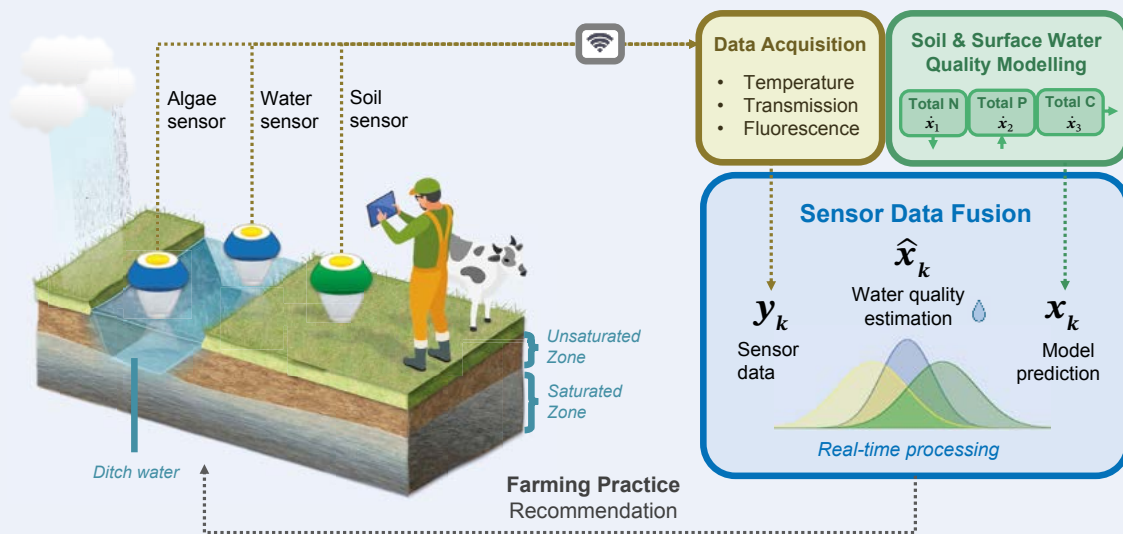 Algae
sensor
Water
sensor
Soil
sensor
Data Acquisition
• Temperature
• Transmission
• Fluorescence
Soil & Surface Water
Quality Modelling
Total N
ẋ₁
Total P
ẋ₂
Total C
ẋ₃
Sensor Data Fusion
x̂ₖ
Water quality
estimation
yₖ
Sensor
data
xₖ
Model
prediction
Real-time processing
Unsaturated
Zone
Saturated
Zone
Ditch water
Farming Practice
Recommendation